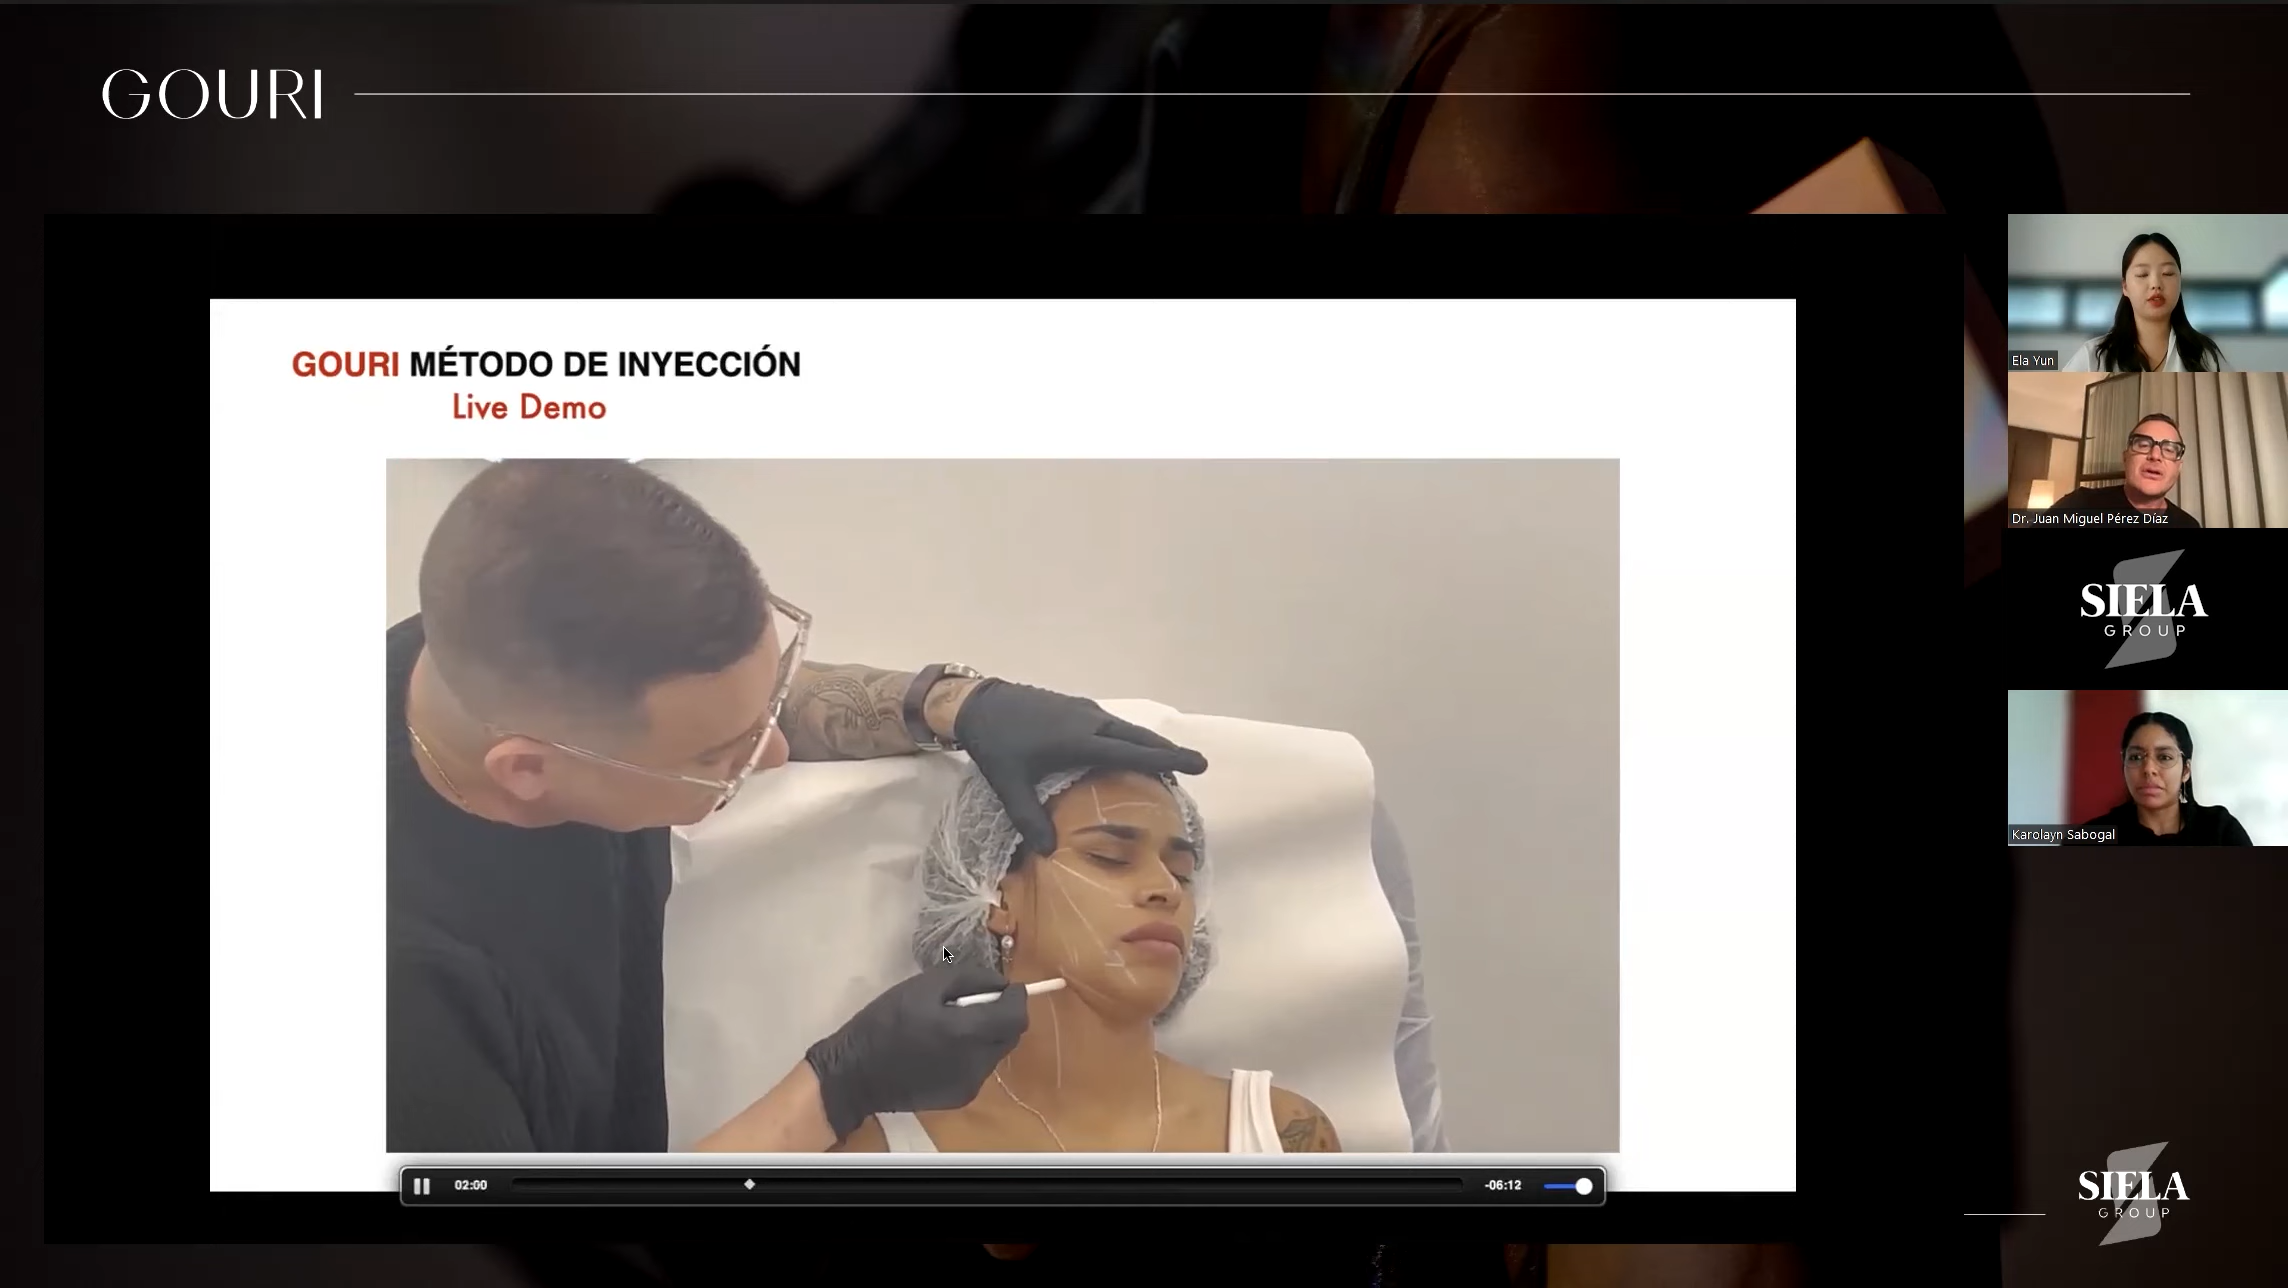 GOURI
GOURI MÉTODO DE INYECCIÓN
Live Demo
02:00
-06:12
Ela Yun
Dr. Juan Miguel Pérez Díaz
SIELA
GROUP
Karolayn Sabogal
SIELA
GROUP